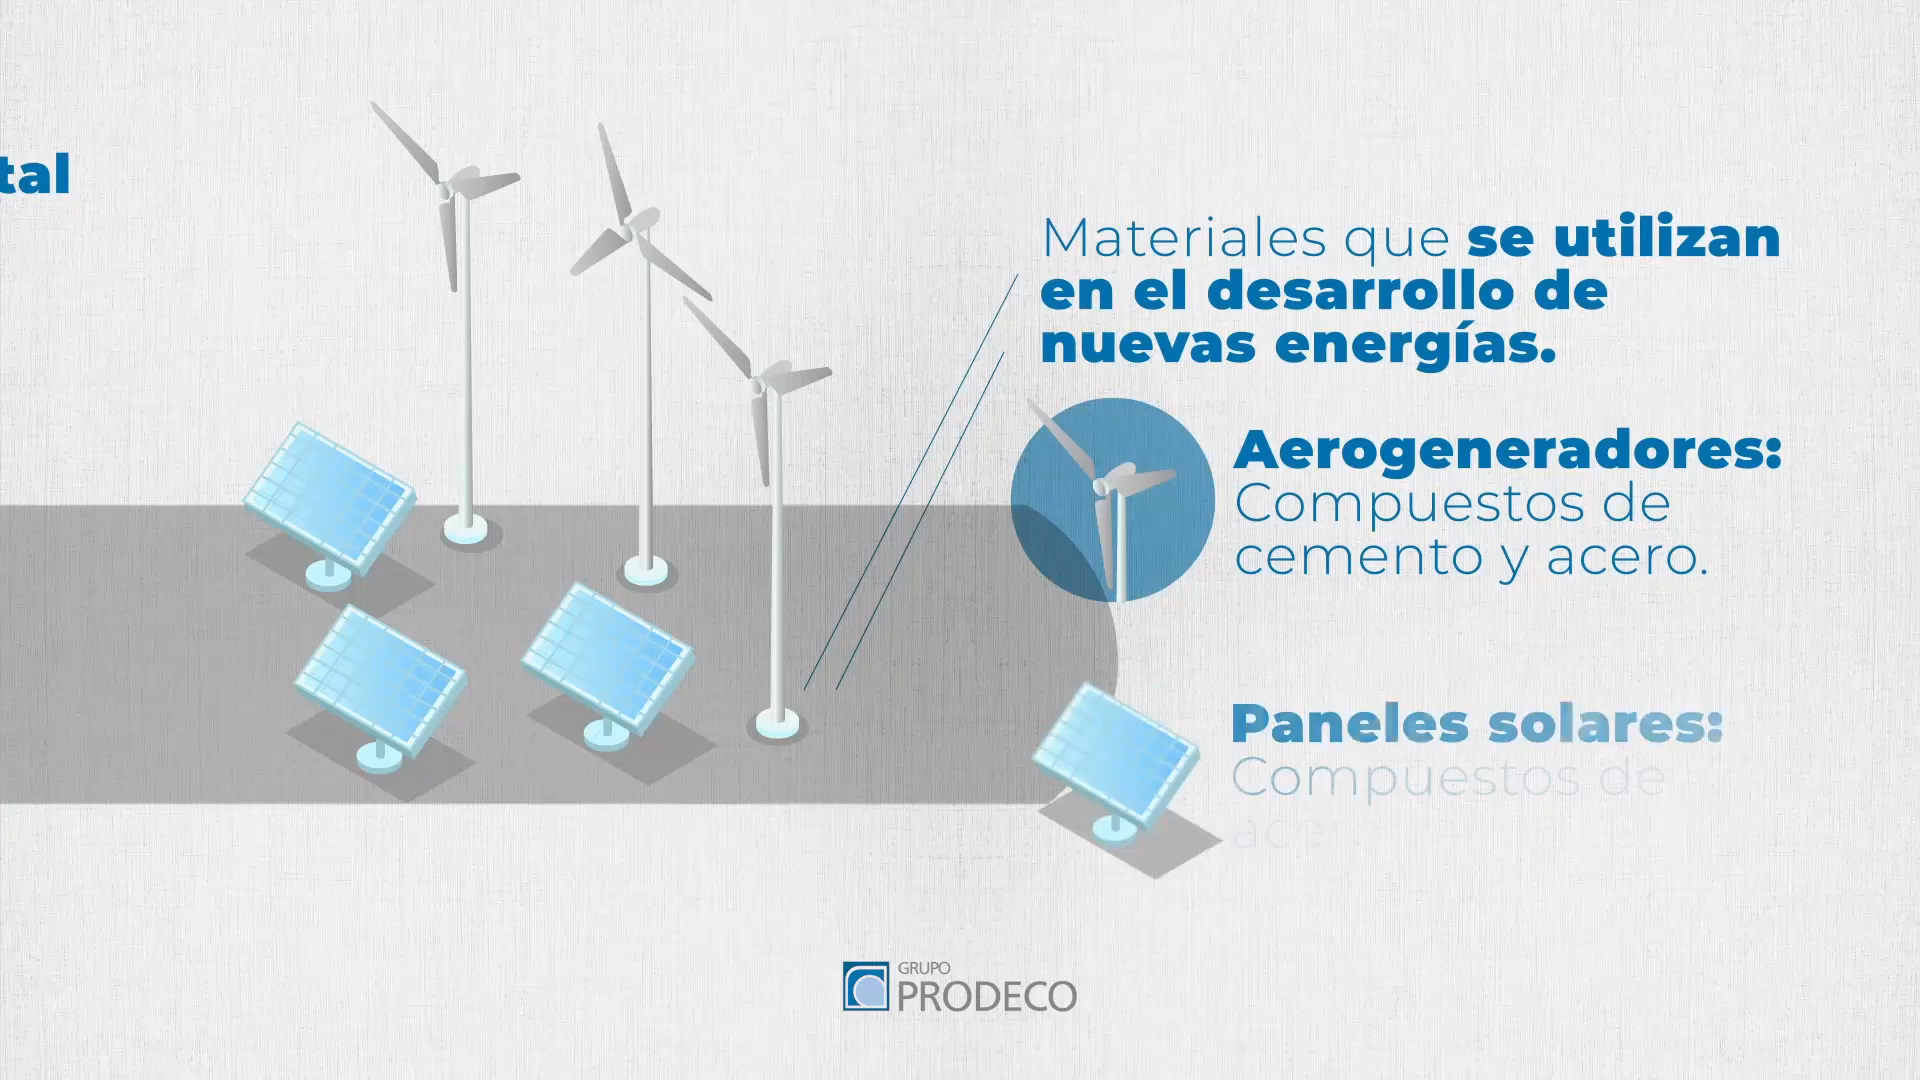 tal
Materiales que se utilizan
en el desarrollo de
nuevas energías.
Aerogeneradores:
Compuestos de
cemento y acero.
Paneles solares:
Compuestos de
GRUPO
PRODECO